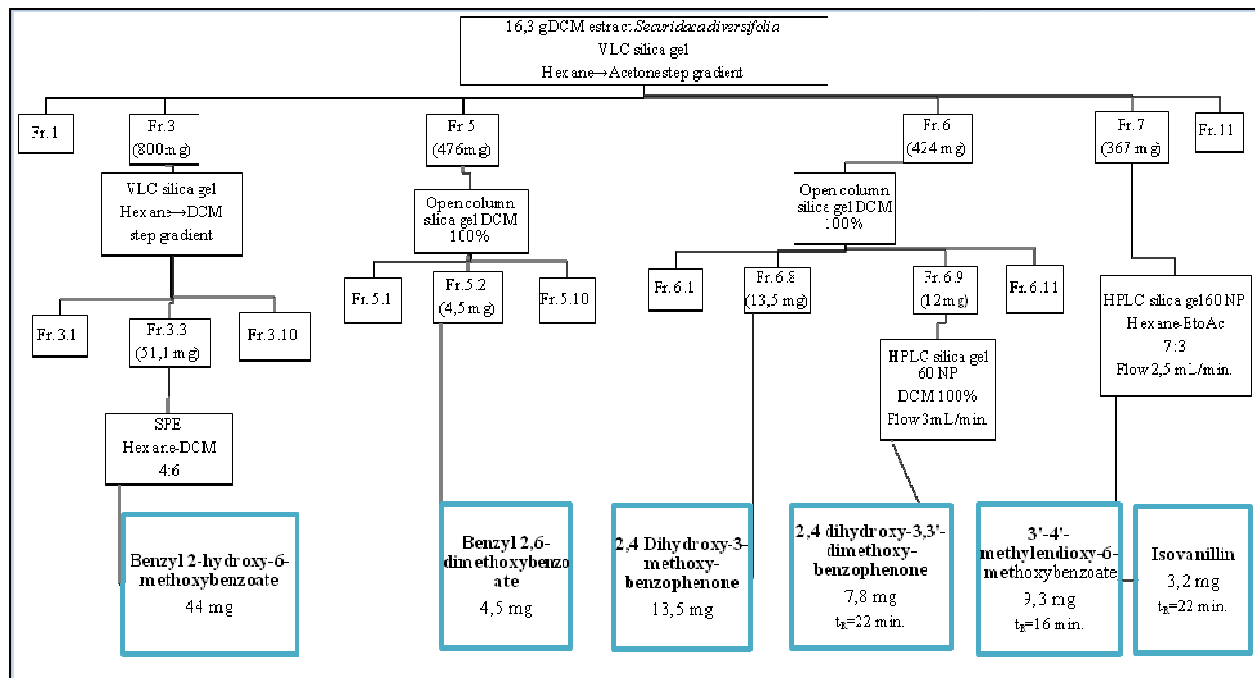 16,3 gDCM estract Securidaca diversifolia
VLC silica gel
Hexane→Acetone step gradient
Fr.1
Fr.3
(800mg)
Fr 5
(476mg)
Fr.6
(424 mg)
Fr.7
(367 mg)
Fr.11
VLC silica gel
Hexane→DCM
step gradient
Open column
silica gel DCM
100%
Open column
silica gel DCM
100%
Fr.3.1
Fr.3.3
(51,1 mg)
Fr.3.10
Fr.5.1
Fr.5.2
(4,5 mg)
Fr.5.10
Fr.6.1
Fr.6.8
(13,5 mg)
Fr.6.9
(12mg)
Fr.6.11
HPLC silica gel 60 NP
Hexane-EtoAc
7:3
Flow 2,5 mL/min.
HPLC silica gel
60 NP
DCM 100%
Flow 3mL/min.
SPE
Hexane-DCM
4:6
Benzyl 2-hydroxy-6-
methoxybenzoate
44 mg
Benzyl 2,6-
dimethoxybenzo
ate
4,5 mg
2,4 Dihydroxy-3-
methoxy-
benzophenone
13,5 mg
2,4 dihydroxy-3,3'-
dimethoxy-
benzophenone
7,8 mg
tR=22 min.
3'-4'-
methylendioxy-6-
methoxybenzoate
9,3 mg
tR=16 min.
Isovanillin
3,2 mg
tR=22 min.